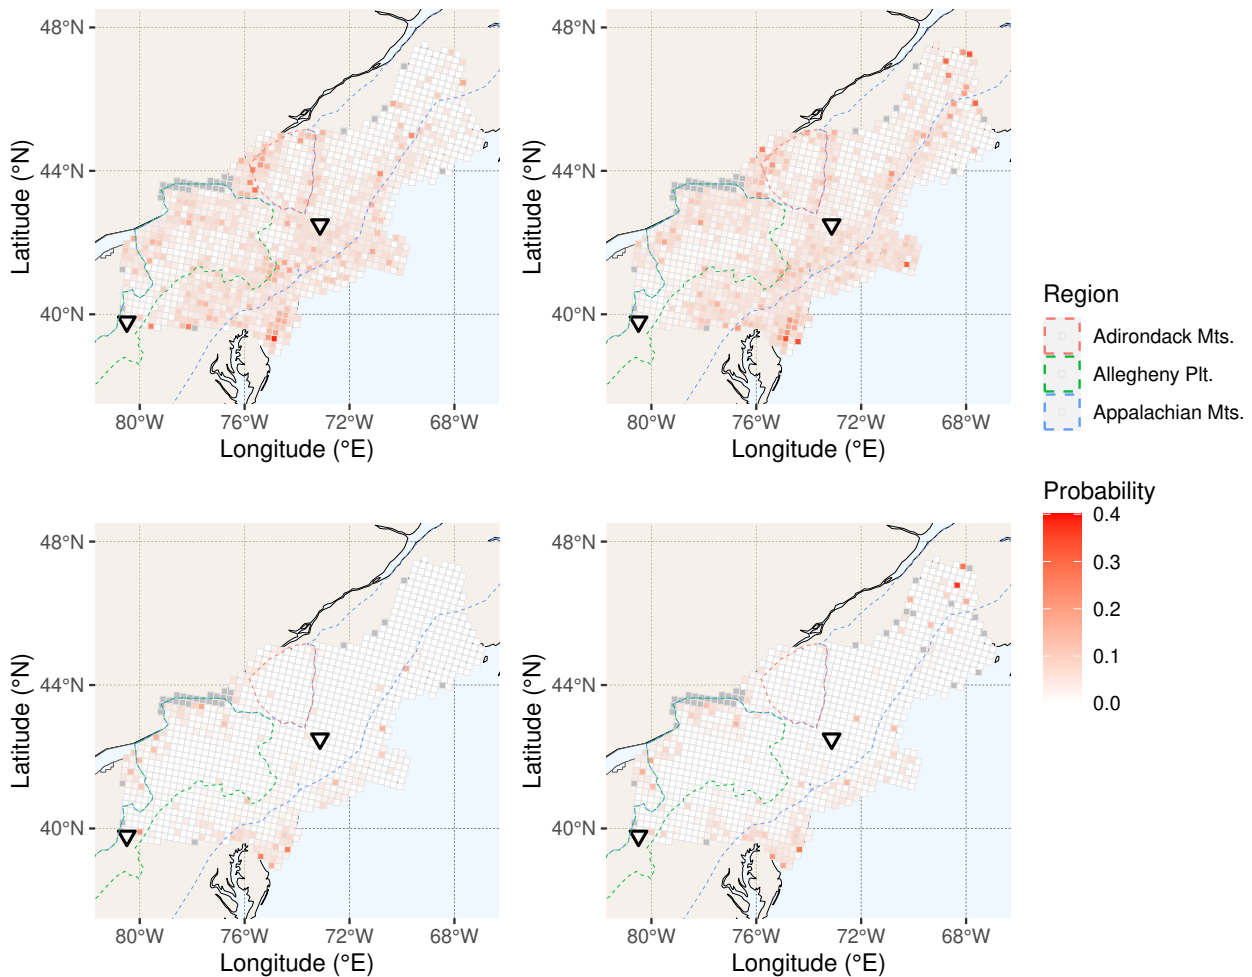 48°N
44°N
40°N
Latitude (°N)
80°W 76°W 72°W 68°W
Longitude (°E)
48°N
44°N
40°N
Latitude (°N)
80°W 76°W 72°W 68°W
Longitude (°E)
Region
Adirondack Mts.
Allegheny Plt.
Appalachian Mts.
Probability
0.4
0.3
0.2
0.1
0.0
48°N
44°N
40°N
Latitude (°N)
80°W 76°W 72°W 68°W
Longitude (°E)
48°N
44°N
40°N
Latitude (°N)
80°W 76°W 72°W 68°W
Longitude (°E)